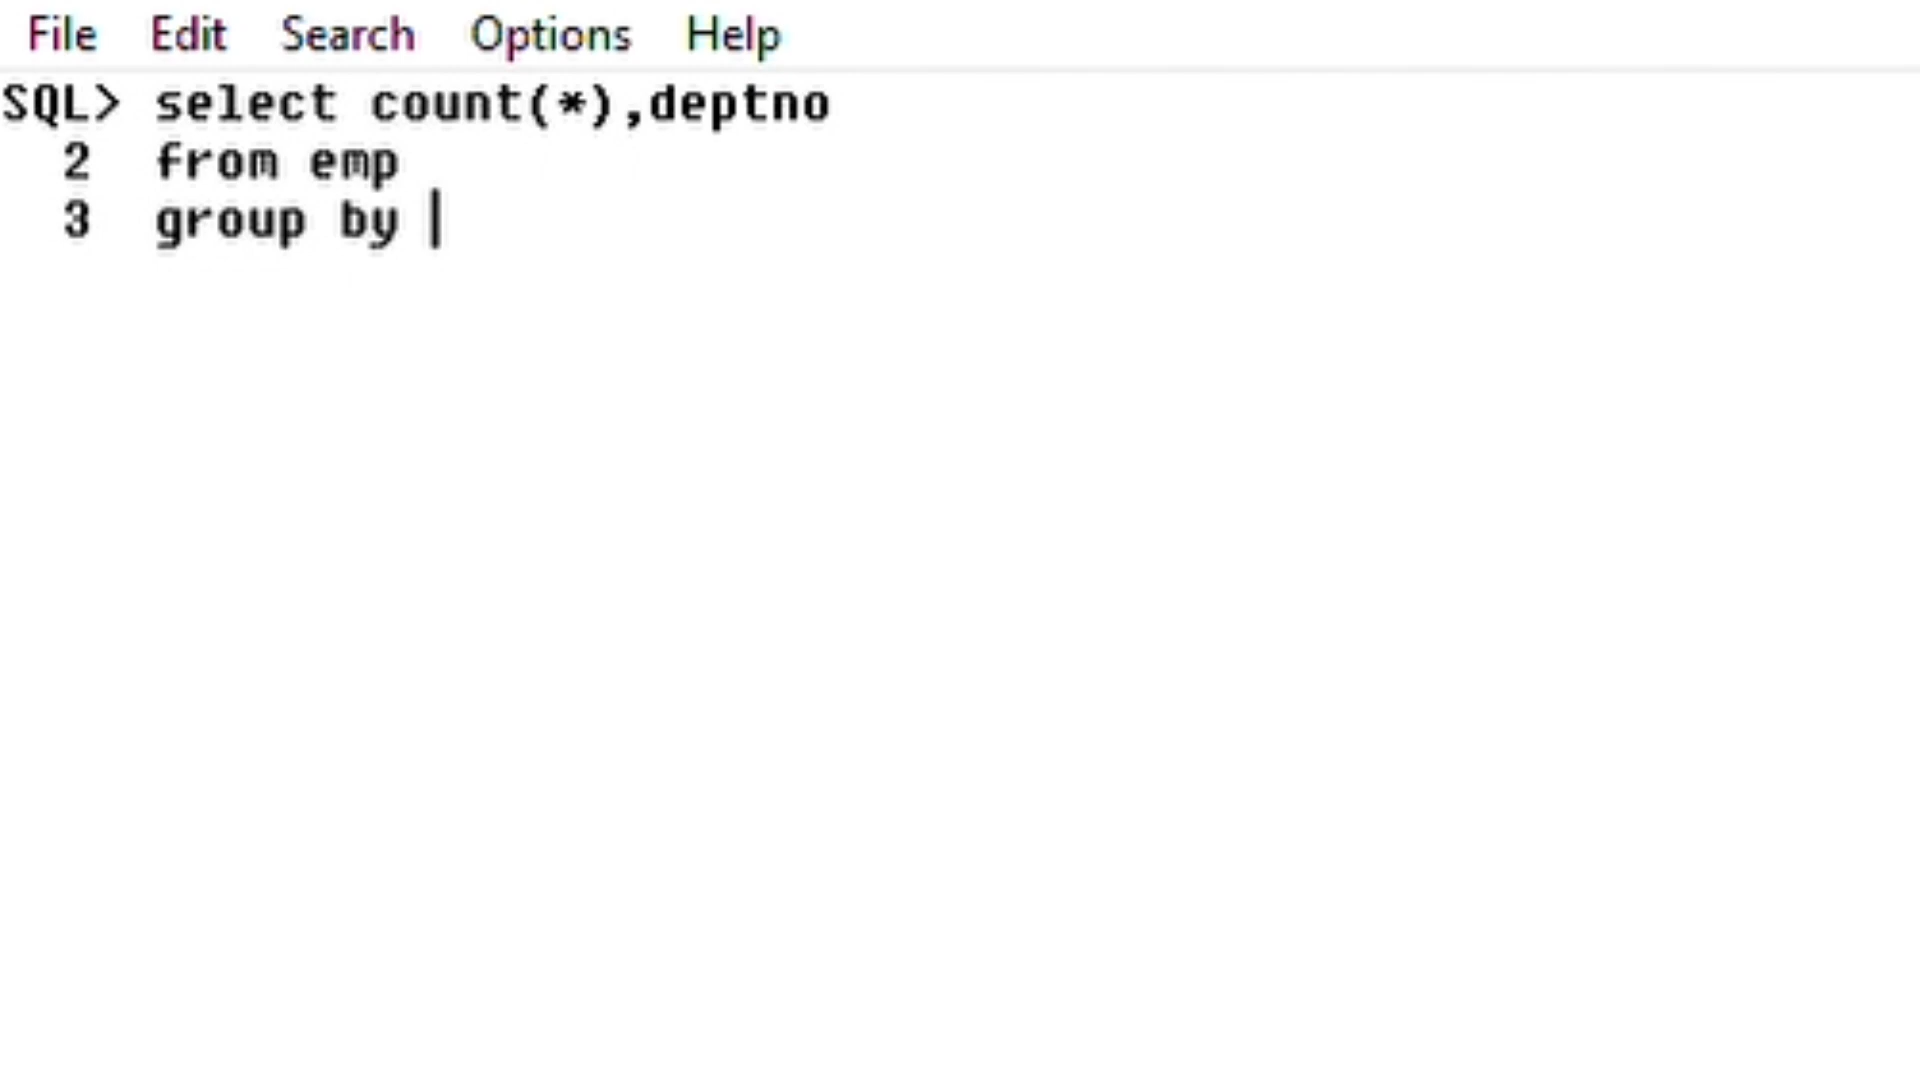 File Edit Search Options Help
SQL> select count(*),deptno
2 from emp
3 group by